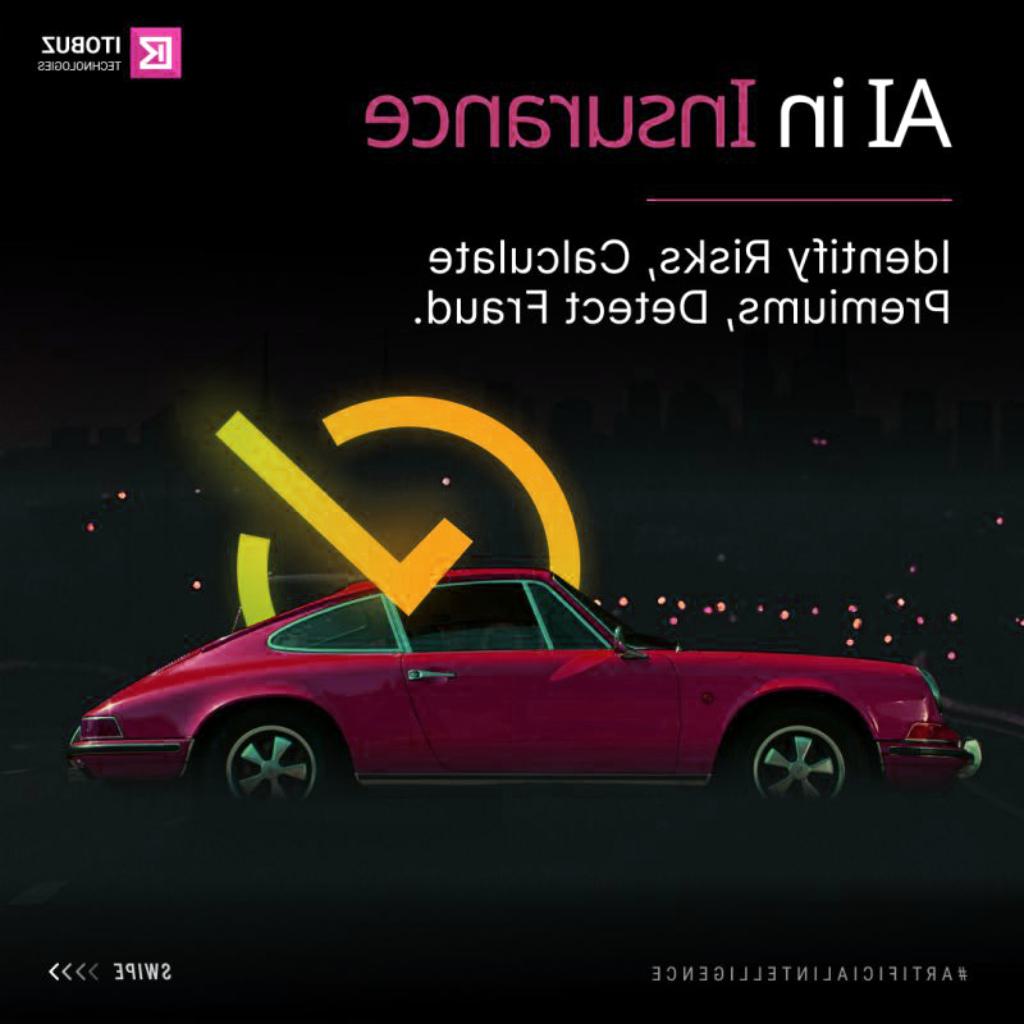 ITOBUZ
TECHNOLOGIES
AI in Insurance
Identify Risks, Calculate
Premiums, Detect Fraud.
#ARTIFICIALINTELLIGENCE
SWIPE